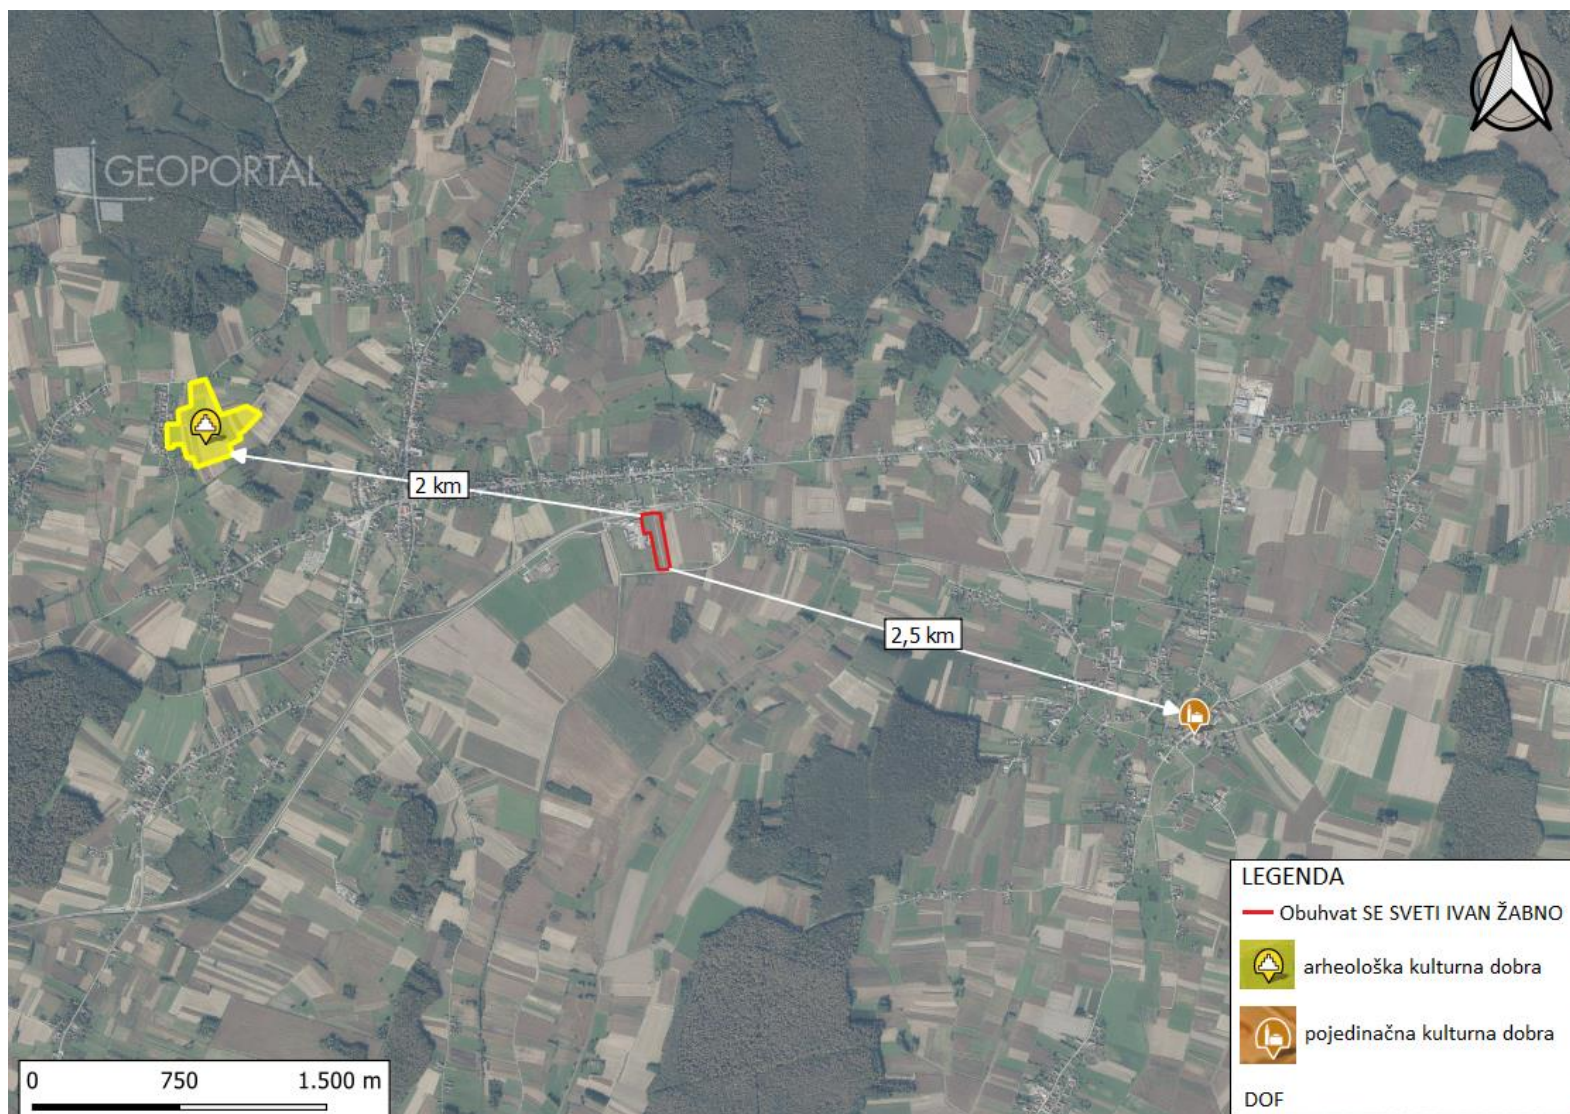 GEOPORTAL
2 km
2,5 km
LEGENDA
Obuhvat SE SVETI IVAN ŽABNO
arheološka kulturna dobra
pojedinačna kulturna dobra
DOF
0 750 1.500 m